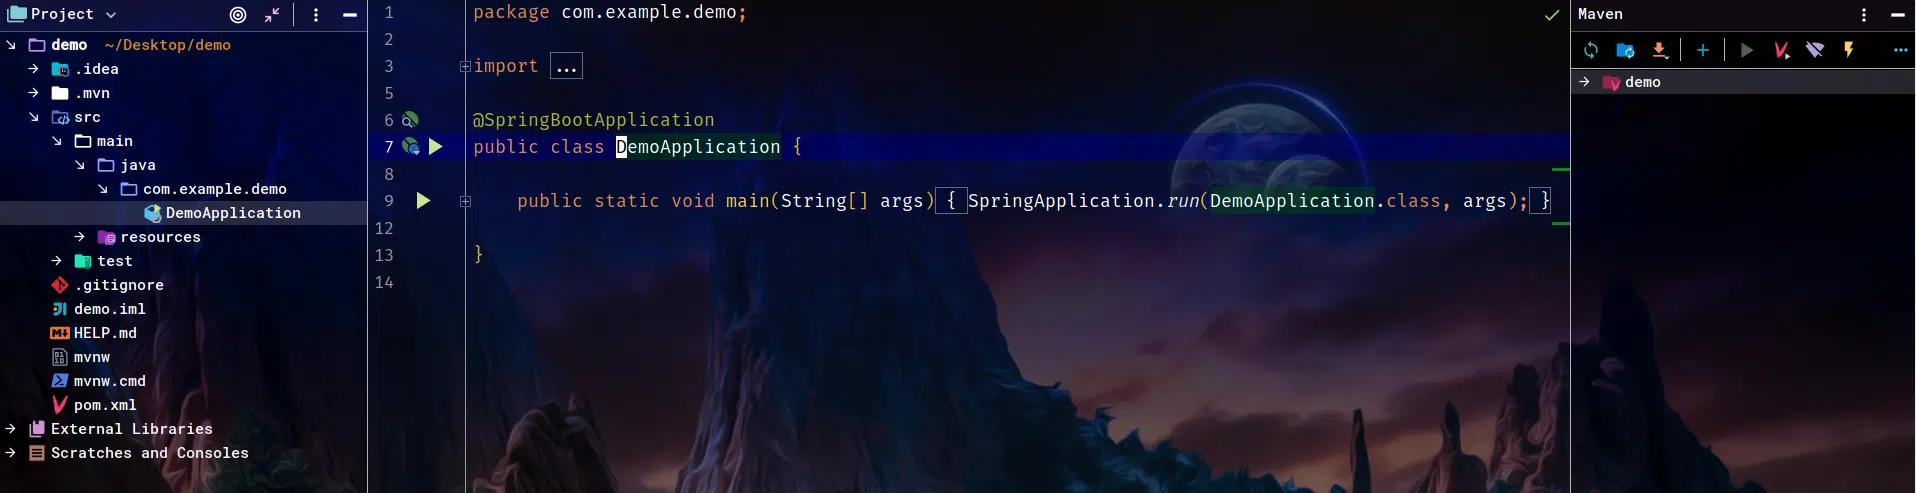 Project
demo ~/Desktop/demo
.idea
.mvn
src
main
java
com.example.demo
DemoApplication
resources
test
.gitignore
demo.iml
HELP.md
mvnw
mvnw.cmd
pom.xml
External Libraries
Scratches and Consoles
1 package com.example.demo;
2
3 import ...
5
6 @SpringBootApplication
7 public class DemoApplication {
8
9 public static void main(String[] args) { SpringApplication.run(DemoApplication.class, args); }
12
13 }
14
Maven
demo